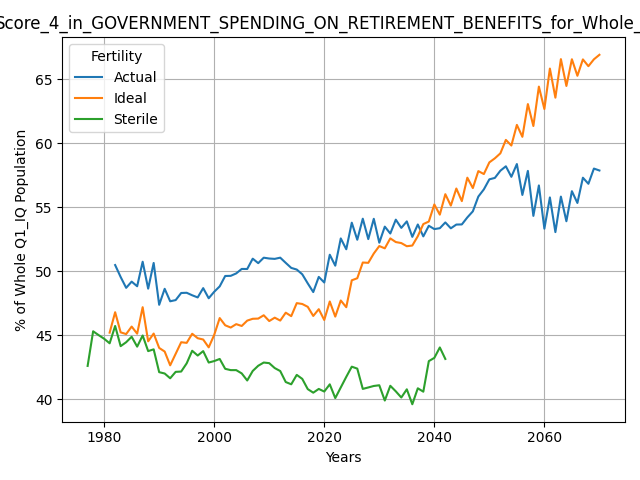 Score_4_in_GOVERNMENT_SPENDING_ON_RETIREMENT_BENEFITS_for_Whole_
Fertility
Actual
Ideal
Sterile
% of Whole Q1_IQ Population
65
60
55
50
45
40
1980
2000
2020
2040
2060
Years